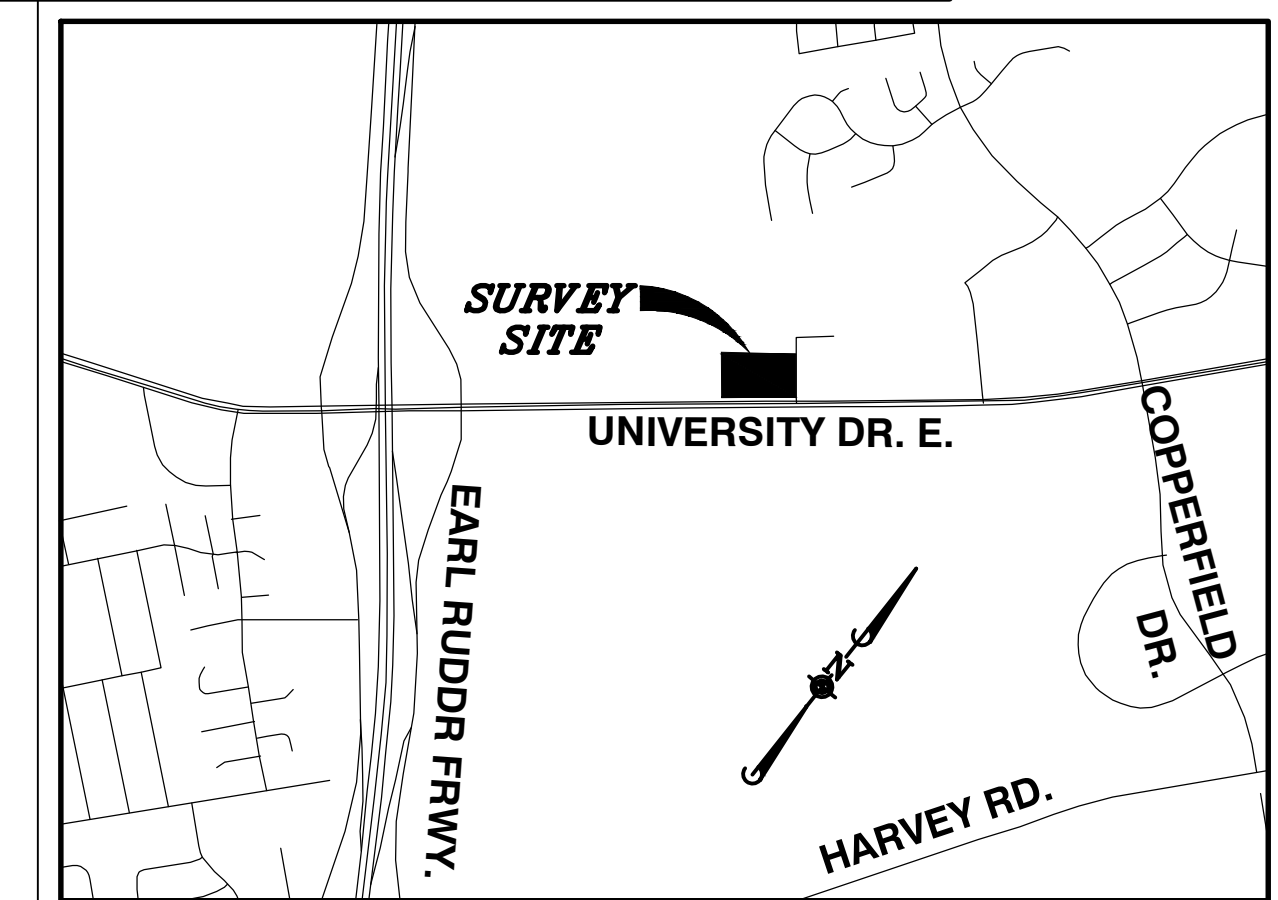 SURVEY
SITE
UNIVERSITY DR. E.
EARL RUDDR FRWY.
COPPERFIELD
DR.
N
HARVEY RD.